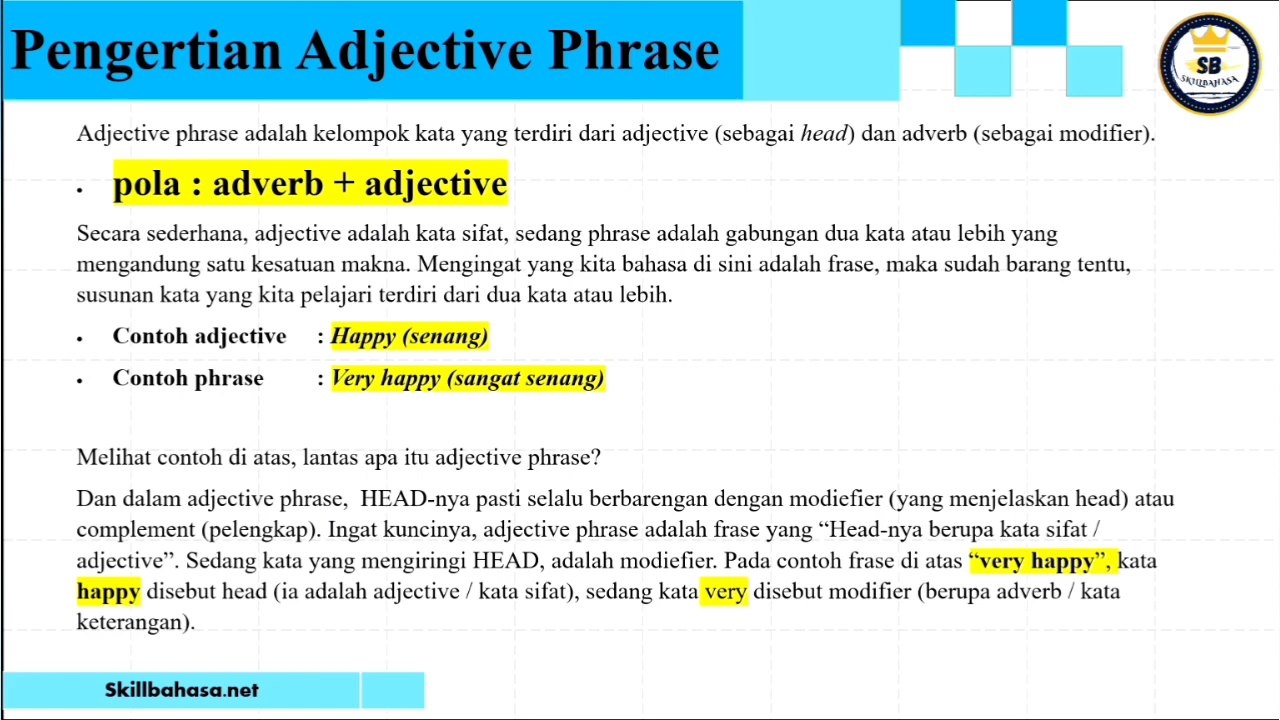 Pengertian Adjective Phrase
SB
SKILLBAHASA
Adjective phrase adalah kelompok kata yang terdiri dari adjective (sebagai head) dan adverb (sebagai modifier).
• pola : adverb + adjective
Secara sederhana, adjective adalah kata sifat, sedang phrase adalah gabungan dua kata atau lebih yang
mengandung satu kesatuan makna. Mengingat yang kita bahasa di sini adalah frase, maka sudah barang tentu,
susunan kata yang kita pelajari terdiri dari dua kata atau lebih.
• Contoh adjective : Happy (senang)
• Contoh phrase : Very happy (sangat senang)
Melihat contoh di atas, lantas apa itu adjective phrase?
Dan dalam adjective phrase, HEAD-nya pasti selalu berbarengan dengan modiefier (yang menjelaskan head) atau
complement (pelengkap). Ingat kuncinya, adjective phrase adalah frase yang “Head-nya berupa kata sifat /
adjective”. Sedang kata yang mengiringi HEAD, adalah modiefier. Pada contoh frase di atas “very happy”, kata
happy disebut head (ia adalah adjective / kata sifat), sedang kata very disebut modifier (berupa adverb / kata
keterangan).
Skillbahasa.net